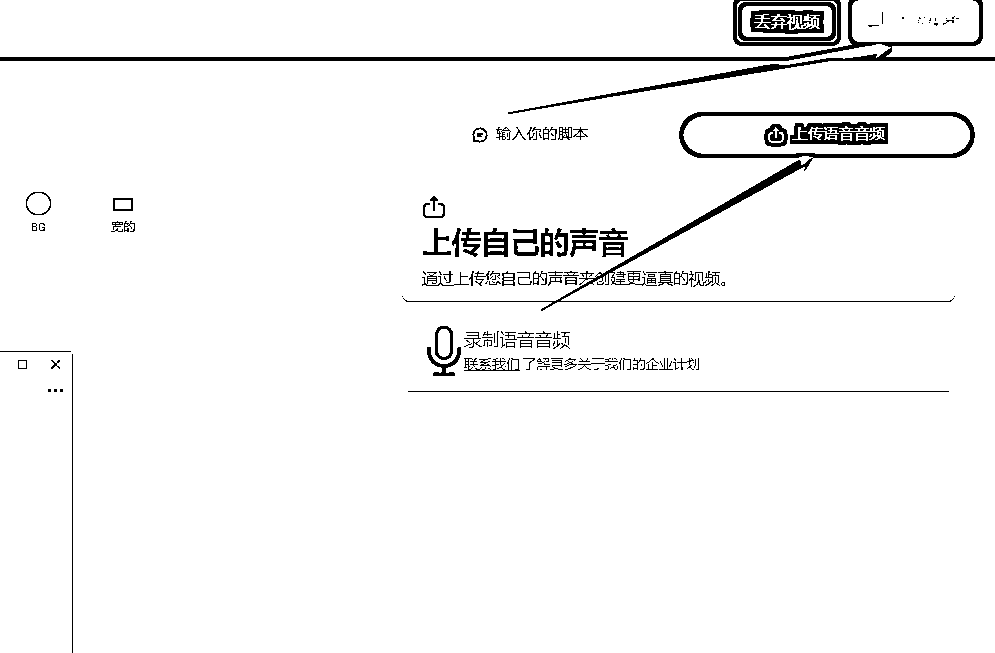 丢弃视频
输入你的脚本
上传语音音频
BG
宽的
上传自己的声音
通过上传您自己的声音来创建更逼真的视频。
录制语音音频
联系我们 了解更多关于我们的企业计划